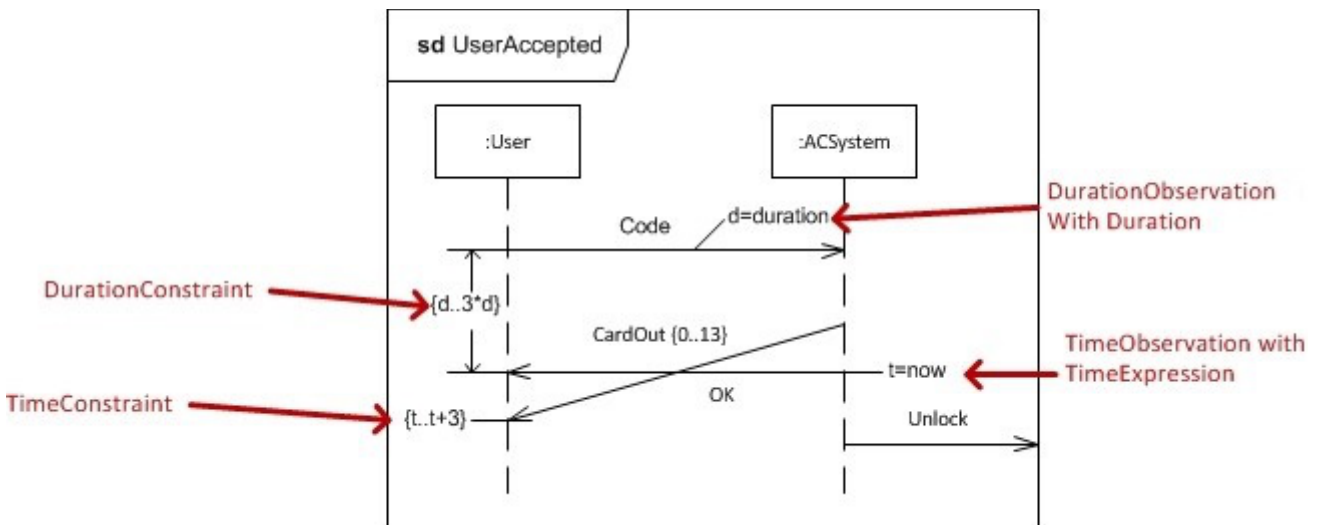 sd UserAccepted
:User
:ACSystem
DurationObservation
With Duration
d=duration
Code
DurationConstraint
{d..3*d}
CardOut {0..13}
TimeObservation with
TimeExpression
t=now
OK
TimeConstraint
{t..t+3}
Unlock